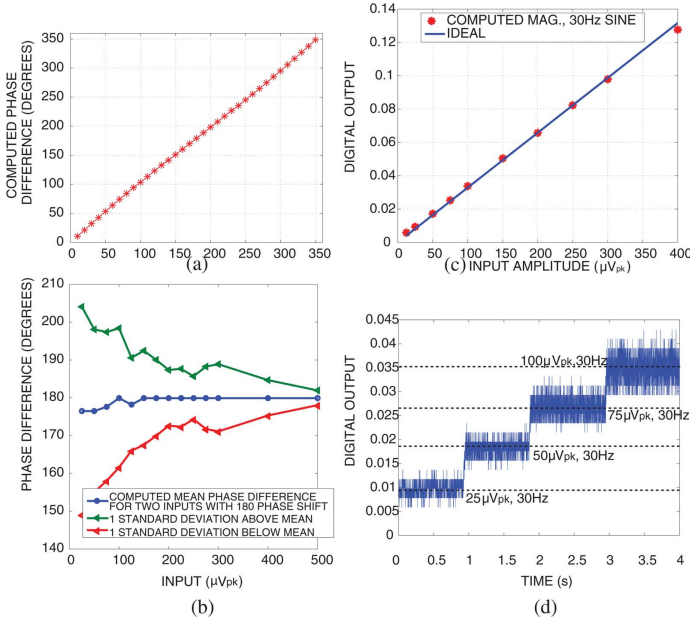 350
300
250
200
150
100
50
0
COMPUTED PHASE
DIFFERENCE (DEGREES)
0 50 100 150 200 250 300 350
(a)
0.14
0.12
0.1
0.08
0.06
0.04
0.02
0
DIGITAL OUTPUT
COMPUTED MAG., 30Hz SINE
IDEAL
0 50 100 150 200 250 300 350 400
(c) INPUT AMPLITUDE (µVpk)
210
200
190
180
170
160
150
140
PHASE DIFFERENCE (DEGREES)
COMPUTED MEAN PHASE DIFFERENCE
FOR TWO INPUTS WITH 180 PHASE SHIFT
1 STANDARD DEVIATION ABOVE MEAN
1 STANDARD DEVIATION BELOW MEAN
0 100 200 300 400 500
INPUT (µVpk)
(b)
0.045
0.04
0.035
0.03
0.025
0.02
0.015
0.01
0.005
0
DIGITAL OUTPUT
100µVpk,30Hz
75µVpk, 30Hz
50µVpk, 30Hz
25µVpk, 30Hz
0 0.5 1 1.5 2 2.5 3 3.5 4
TIME (s)
(d)